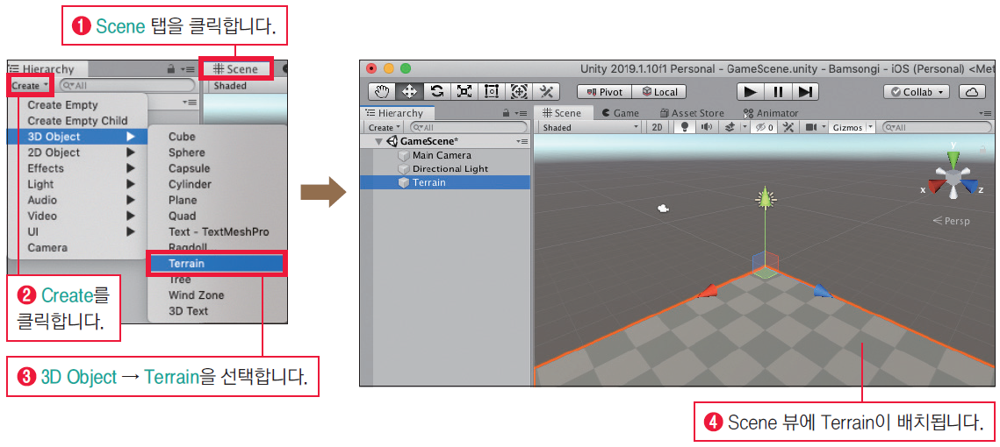 ❶ Scene 탭을 클릭합니다.
Hierarchy
Scene
Create
All
Shaded
Create Empty
Create Empty Child
3D Object
2D Object
Effects
Light
Audio
Video
UI
Camera
Cube
Sphere
Capsule
Cylinder
Plane
Quad
Text - TextMeshPro
Ragdoll
Terrain
Tree
Wind Zone
3D Text
❷ Create를
클릭합니다.
❸ 3D Object → Terrain을 선택합니다.
Unity 2019.1.10f1 Personal - GameScene.unity - Bamsongi - iOS (Personal) <Met
Pivot Local Collab
Hierarchy Scene Game Asset Store Animator
Create All Shaded 2D 0 Gizmos All
GameScene*
Main Camera
Directional Light
Terrain
y
x z
Persp
❹ Scene 뷰에 Terrain이 배치됩니다.